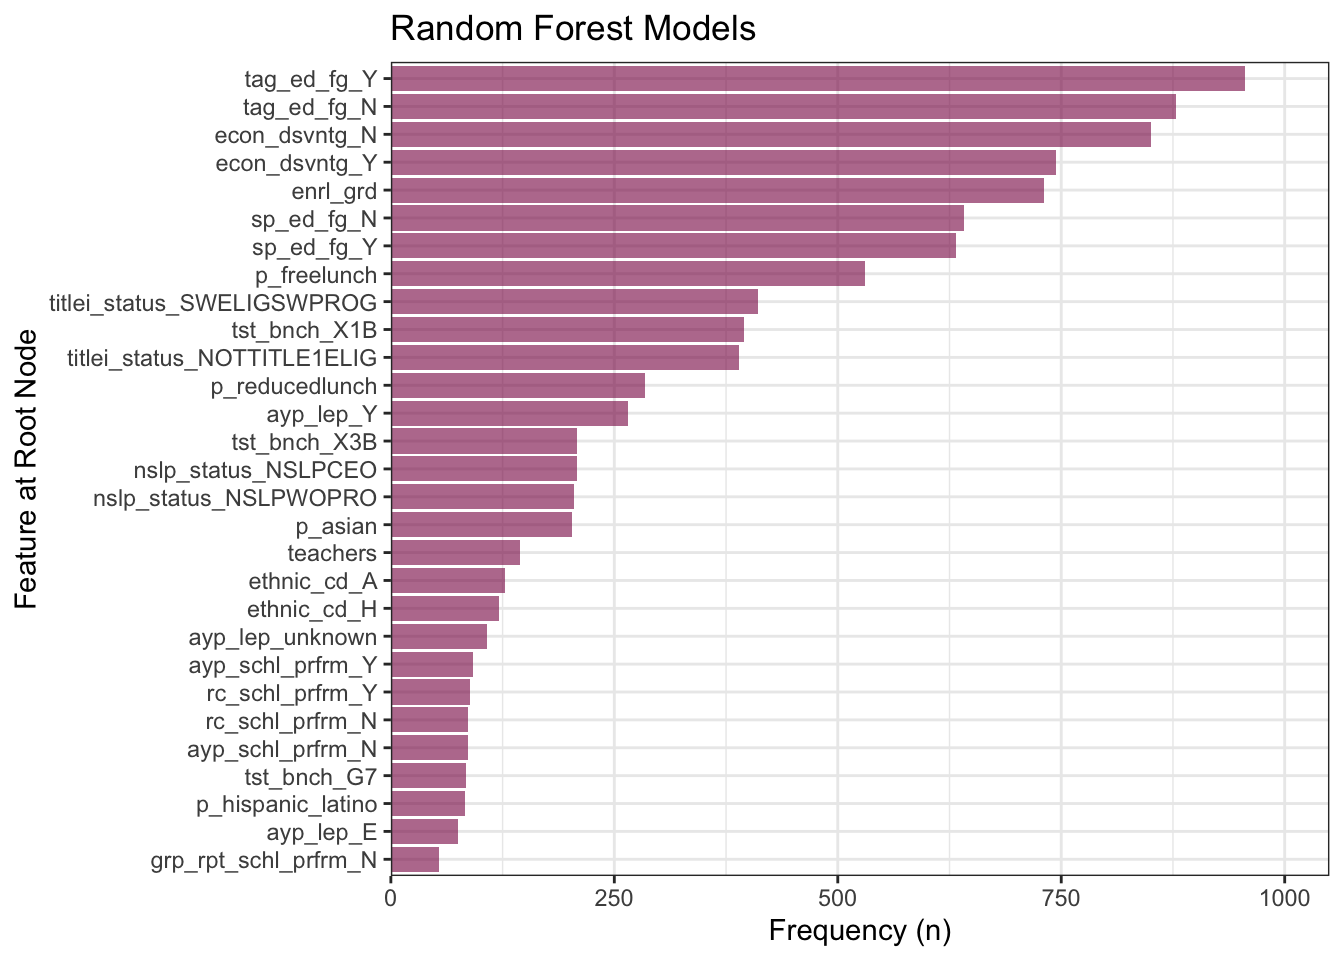 Random Forest Models
tag_ed_fg_Y
tag_ed_fg_N
econ_dsvntg_N
econ_dsvntg_Y
enrl_grd
sp_ed_fg_N
sp_ed_fg_Y
p_freelunch
titlei_status_SWELIGSWPROG
tst_bnch_X1B
titlei_status_NOTTITLE1ELIG
p_reducedlunch
ayp_lep_Y
tst_bnch_X3B
nslp_status_NSLPCEO
nslp_status_NSLPWOPRO
p_asian
teachers
ethnic_cd_A
ethnic_cd_H
ayp_lep_unknown
ayp_schl_prfrm_Y
rc_schl_prfrm_Y
rc_schl_prfrm_N
ayp_schl_prfrm_N
tst_bnch_G7
p_hispanic_latino
ayp_lep_E
grp_rpt_schl_prfrm_N
Feature at Root Node
0 250 500 750 1000
Frequency (n)